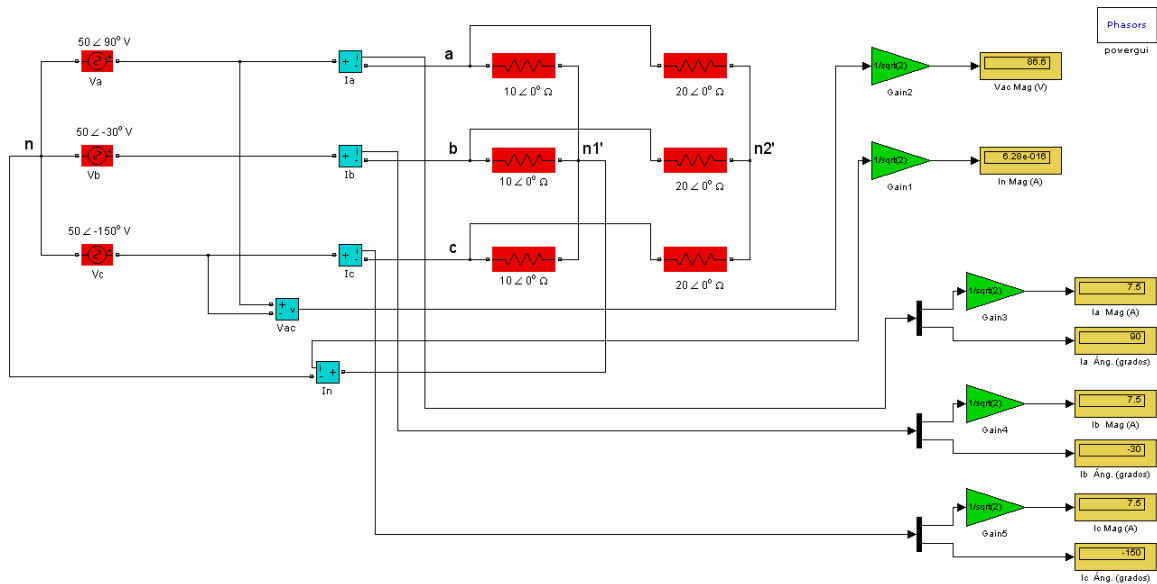 Phasors
powergui
50∠90° V
Va
50∠-30° V
Vb
50∠-150° V
Vc
n
+
-
i
Ia
+
-
i
Ib
+
-
i
Ic
a
b
c
10∠0° Ω
10∠0° Ω
10∠0° Ω
20∠0° Ω
20∠0° Ω
20∠0° Ω
n1'
n2'
+
-
v
Vac
i
-
+
In
1/sqrt(2)
Gain2
86.6
Vac Mag (V)
1/sqrt(2)
Gain1
6.28e-016
In Mag (A)
1/sqrt(2)
Gain3
7.5
Ia Mag (A)
90
Ia Áng. (grados)
1/sqrt(2)
Gain4
7.5
Ib Mag (A)
-30
Ib Áng. (grados)
1/sqrt(2)
Gain5
7.5
Ic Mag (A)
-150
Ic Áng. (grados)